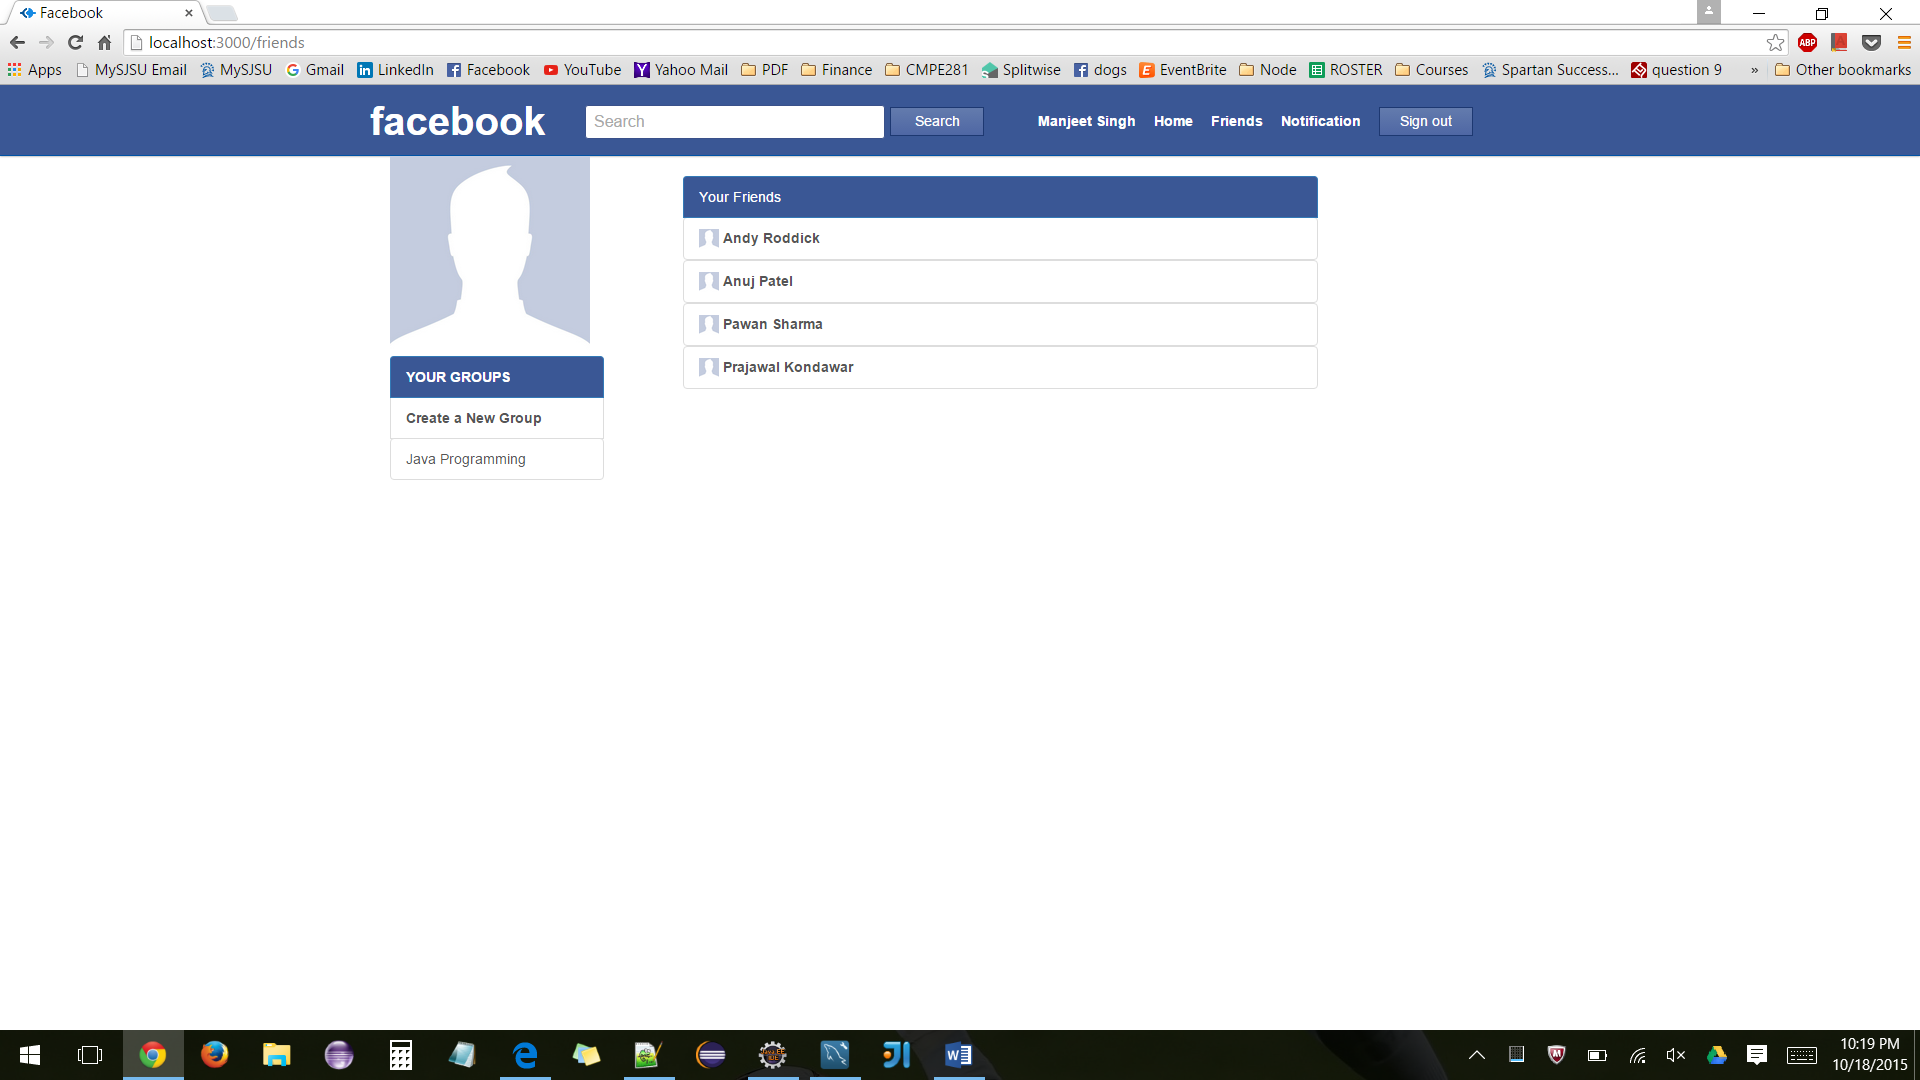 Facebook
localhost:3000/friends
Apps MySJSU Email MySJSU Gmail LinkedIn Facebook YouTube Yahoo Mail PDF Finance CMPE281 Splitwise dogs EventBrite Node ROSTER Courses Spartan Success... question 9 » Other bookmarks
facebook Search Search Manjeet Singh Home Friends Notification Sign out
Your Friends
Andy Roddick
Anuj Patel
Pawan Sharma
Prajawal Kondawar
YOUR GROUPS
Create a New Group
Java Programming
10:19 PM
10/18/2015